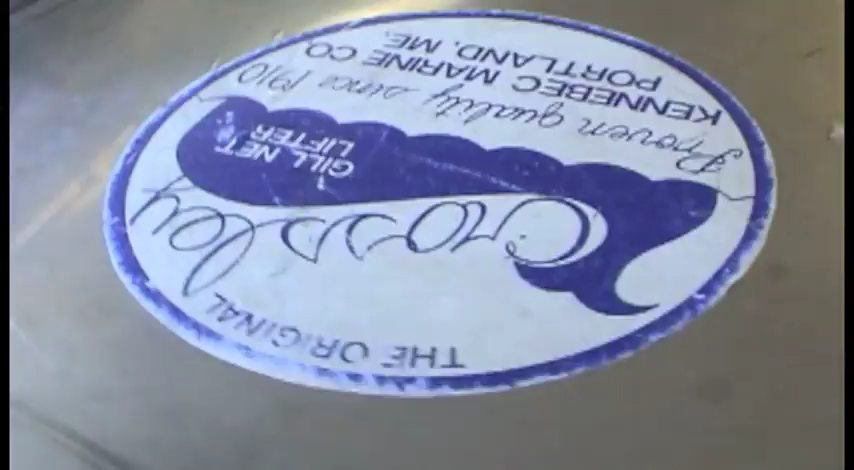 THE ORIGINAL
Crossley
GILL NET
LIFTER
Proven quality since 1910
KENNEBEC MARINE CO.
PORTLAND, ME.